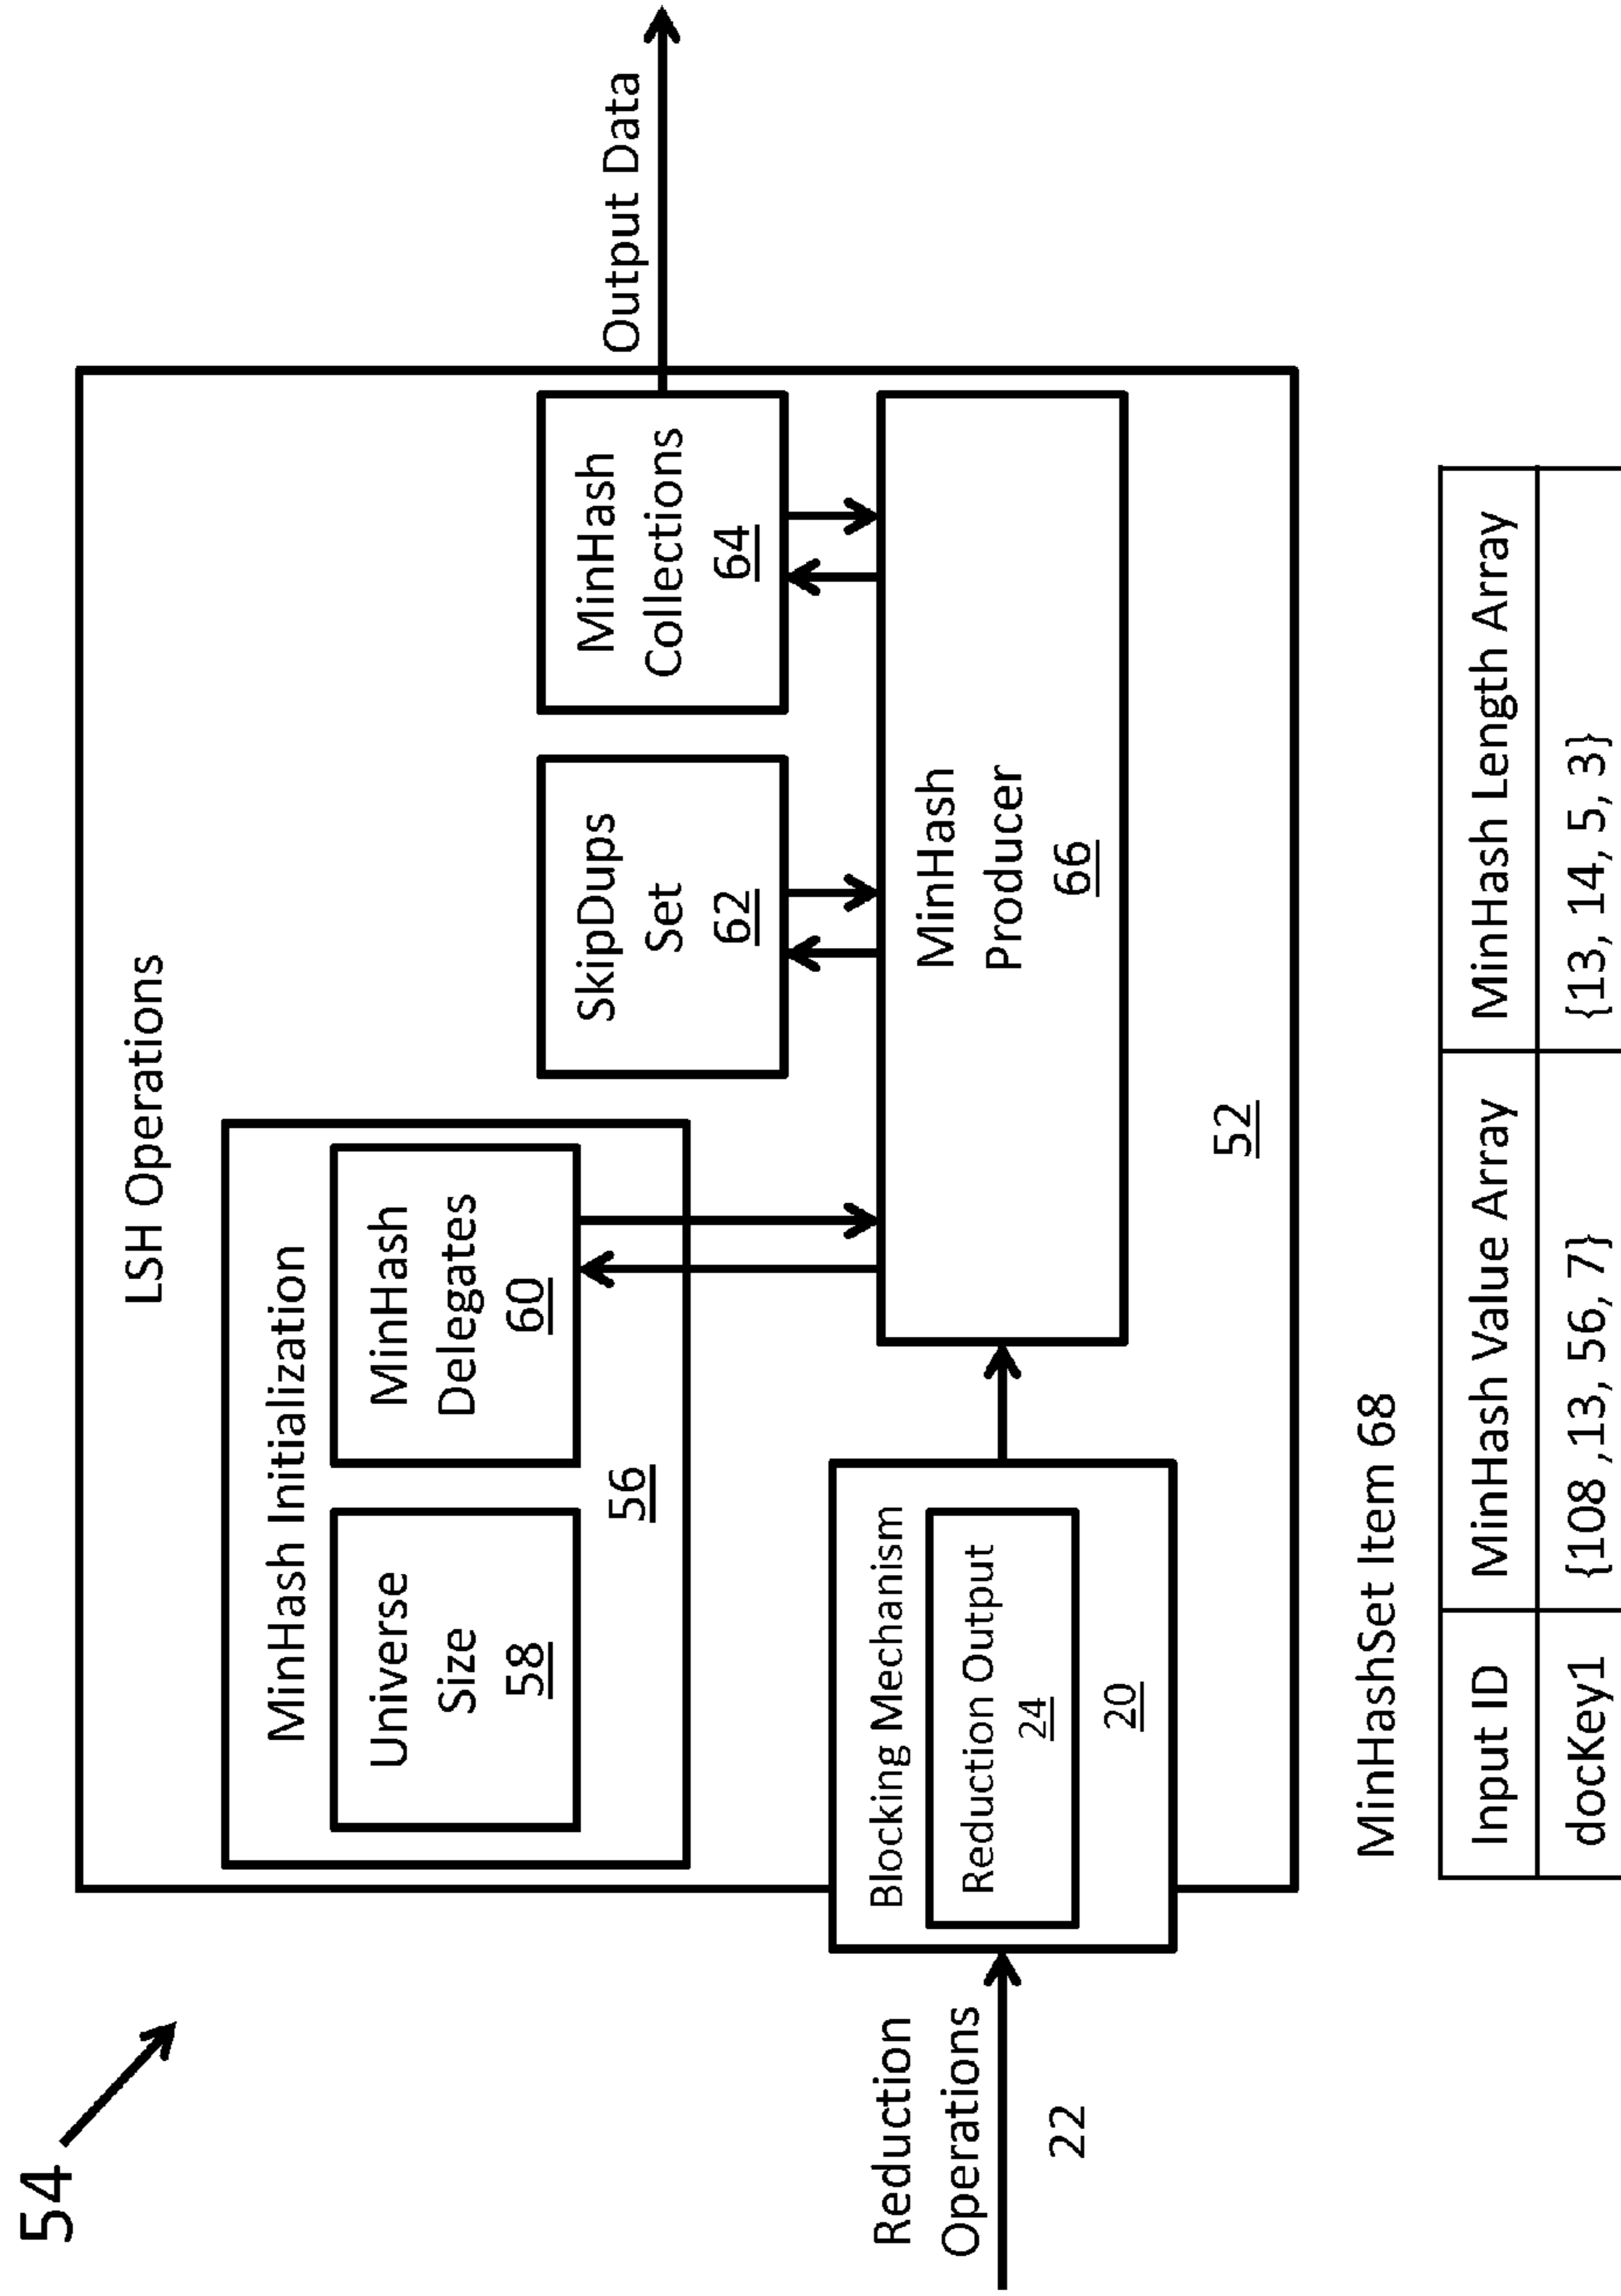 54
LSH Operations
MinHash Initialization
Universe
Size
58
MinHash
Delegates
60
56
SkipDups
Set
62
MinHash
Collections
64
Output Data
Reduction
Operations
22
Blocking Mechanism
Reduction Output
24
20
MinHash
Producer
66
52
MinHashSet Item 68
Input ID MinHash Value Array MinHash Length Array
docKey1 {108 ,13, 56, 7} {13, 14, 5, 3}